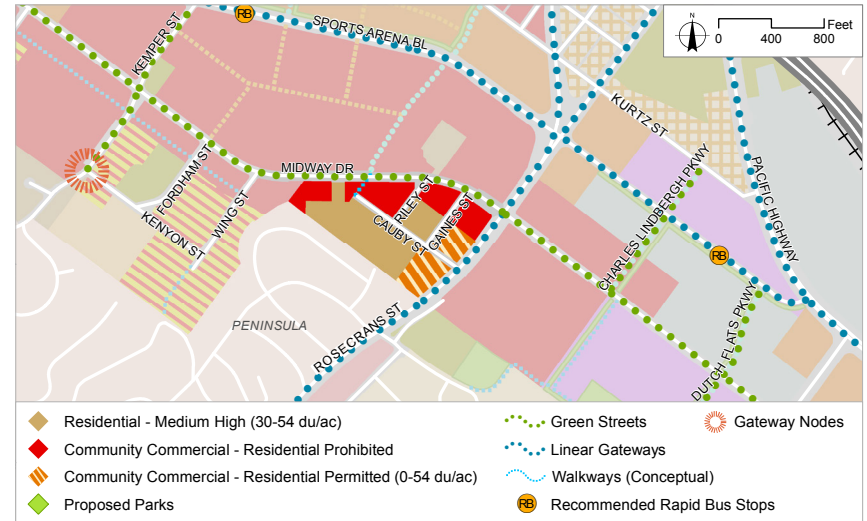 RB
SPORTS ARENA BL
KEMPER ST
Feet
0 400 800
KURTZ ST
MIDWAY DR
FORDHAM ST
WING ST
KENYON ST
RILEY ST
CAUBY ST
GAINES ST
CHARLES LINDBERGH PKWY
PACIFIC HIGHWAY
RB
PENINSULA
ROSECRANS ST
DUTCH FLATS PKWY
Residential - Medium High (30-54 du/ac)
Community Commercial - Residential Prohibited
Community Commercial - Residential Permitted (0-54 du/ac)
Proposed Parks
Green Streets
Linear Gateways
Walkways (Conceptual)
RB Recommended Rapid Bus Stops
Gateway Nodes